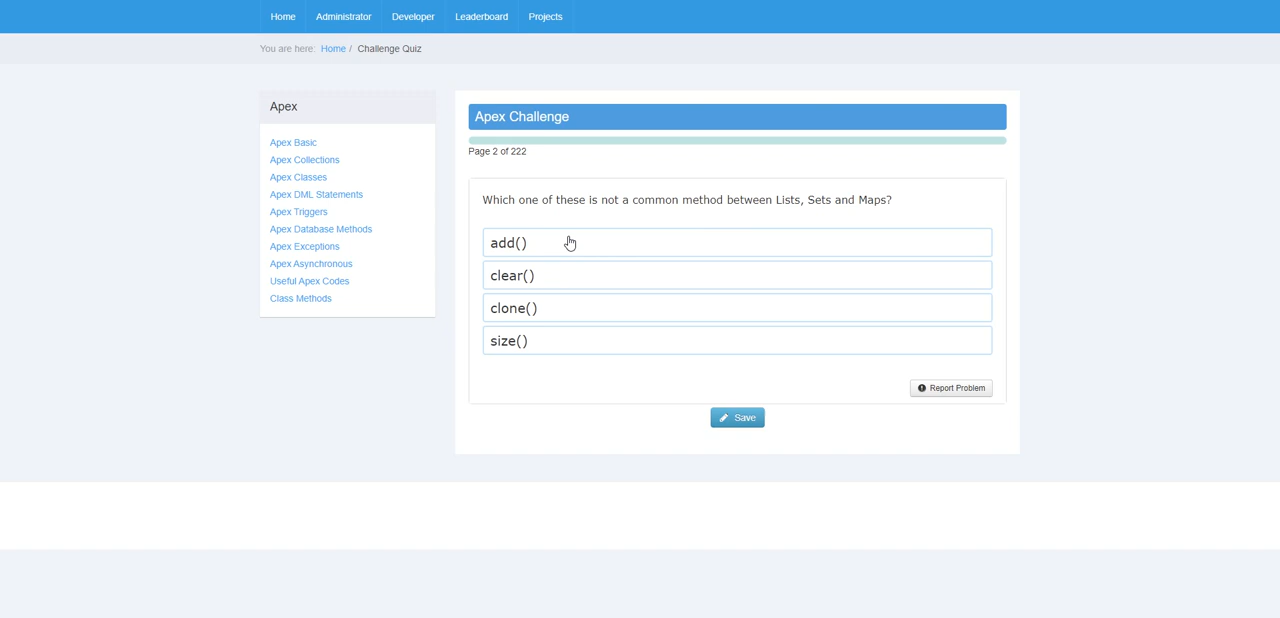 Home Administrator Developer Leaderboard Projects
You are here: Home / Challenge Quiz
Apex
Apex Basic
Apex Collections
Apex Classes
Apex DML Statements
Apex Triggers
Apex Database Methods
Apex Exceptions
Apex Asynchronous
Useful Apex Codes
Class Methods
Apex Challenge
Page 2 of 222
Which one of these is not a common method between Lists, Sets and Maps?
add()
clear()
clone()
size()
Report Problem
Save